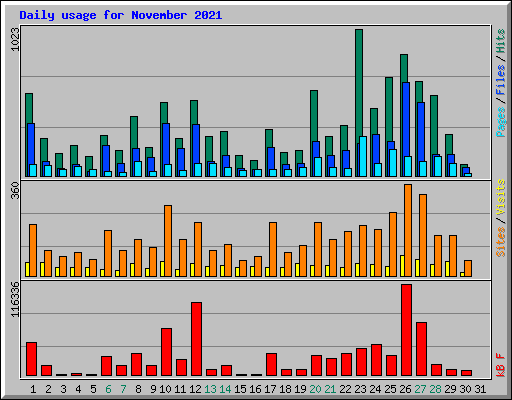 Daily usage for November 2021
1023
Pages / Files / Hits
360
Sites / Visits
116336
kB F
1 2 3 4 5 6 7 8 9 10 11 12 13 14 15 16 17 18 19 20 21 22 23 24 25 26 27 28 29 30 31